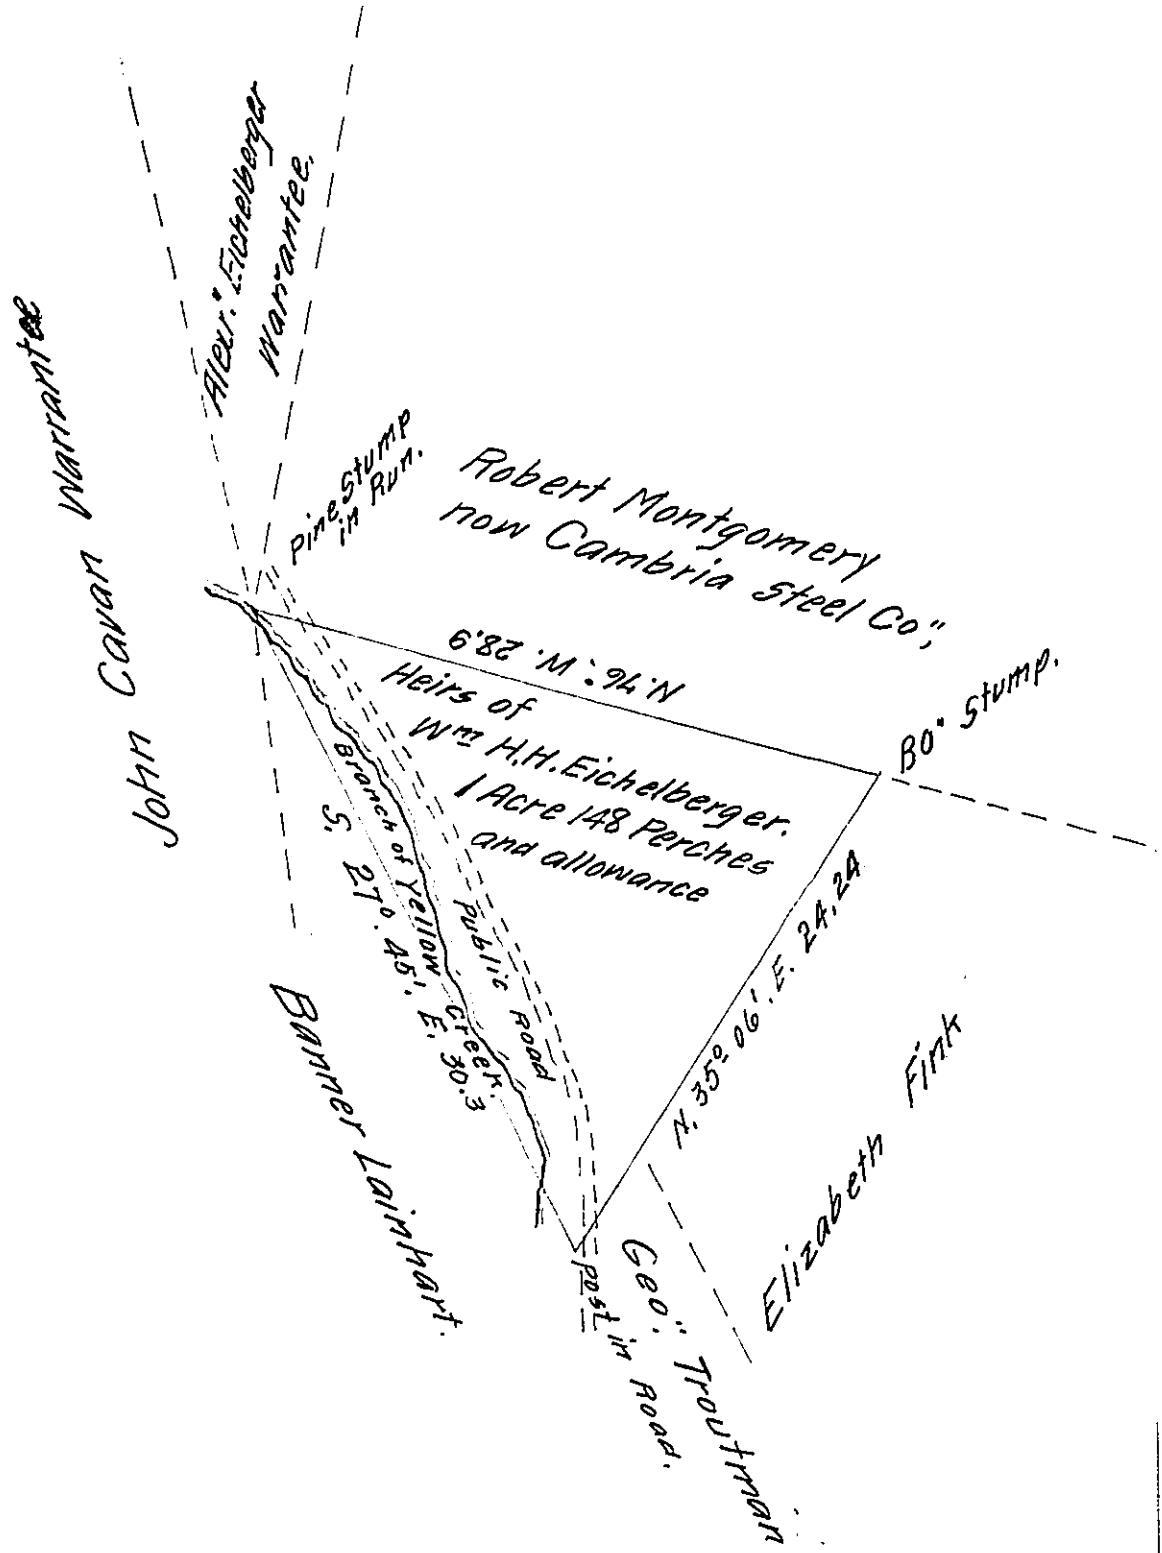 John Cavan Warrantee
Alexr. Eichelberger
Warrantee.
Pine Stump
in Run.
Robert Montgomery
now Cambria Steel Co",
N. 76° W. 28.9
Heirs of
Wm H.H. Eichelberger.
1 Acre 148 Perches
and allowance
BO" Stump.
Branch of Yellow Creek.
S. 27°. 45'. E. 30.3
Public Road
N. 35° 06'. E. 24.24
Banner Lainhart.
Elizabeth Fink
Post in Road.
Geo": Troutman